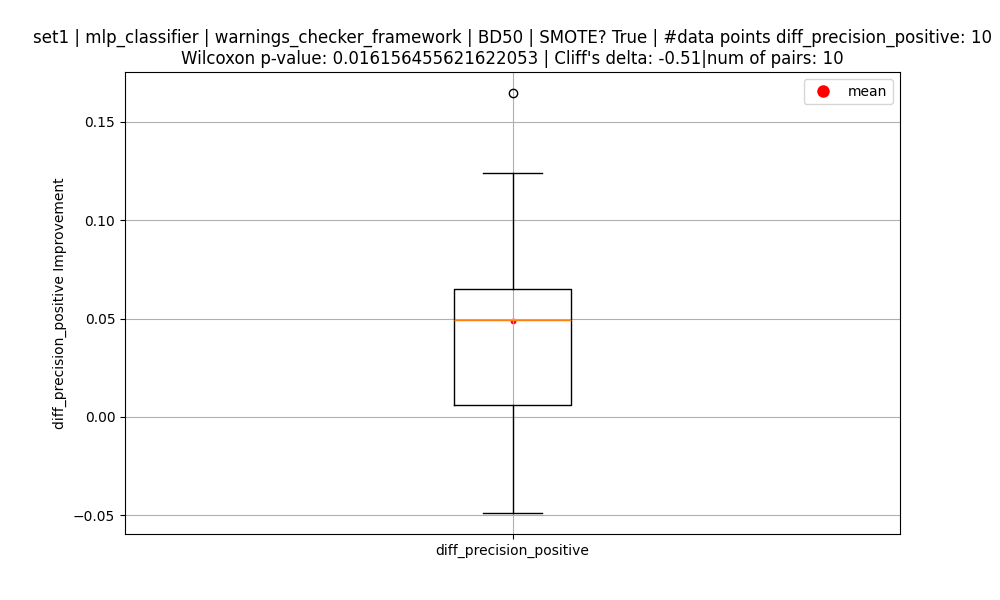 set1 | mlp_classifier | warnings_checker_framework | BD50 | SMOTE? True | #data points diff_precision_positive: 10
Wilcoxon p-value: 0.016156455621622053 | Cliff's delta: -0.51|num of pairs: 10
mean
0.15
0.10
0.05
0.00
−0.05
diff_precision_positive Improvement
diff_precision_positive